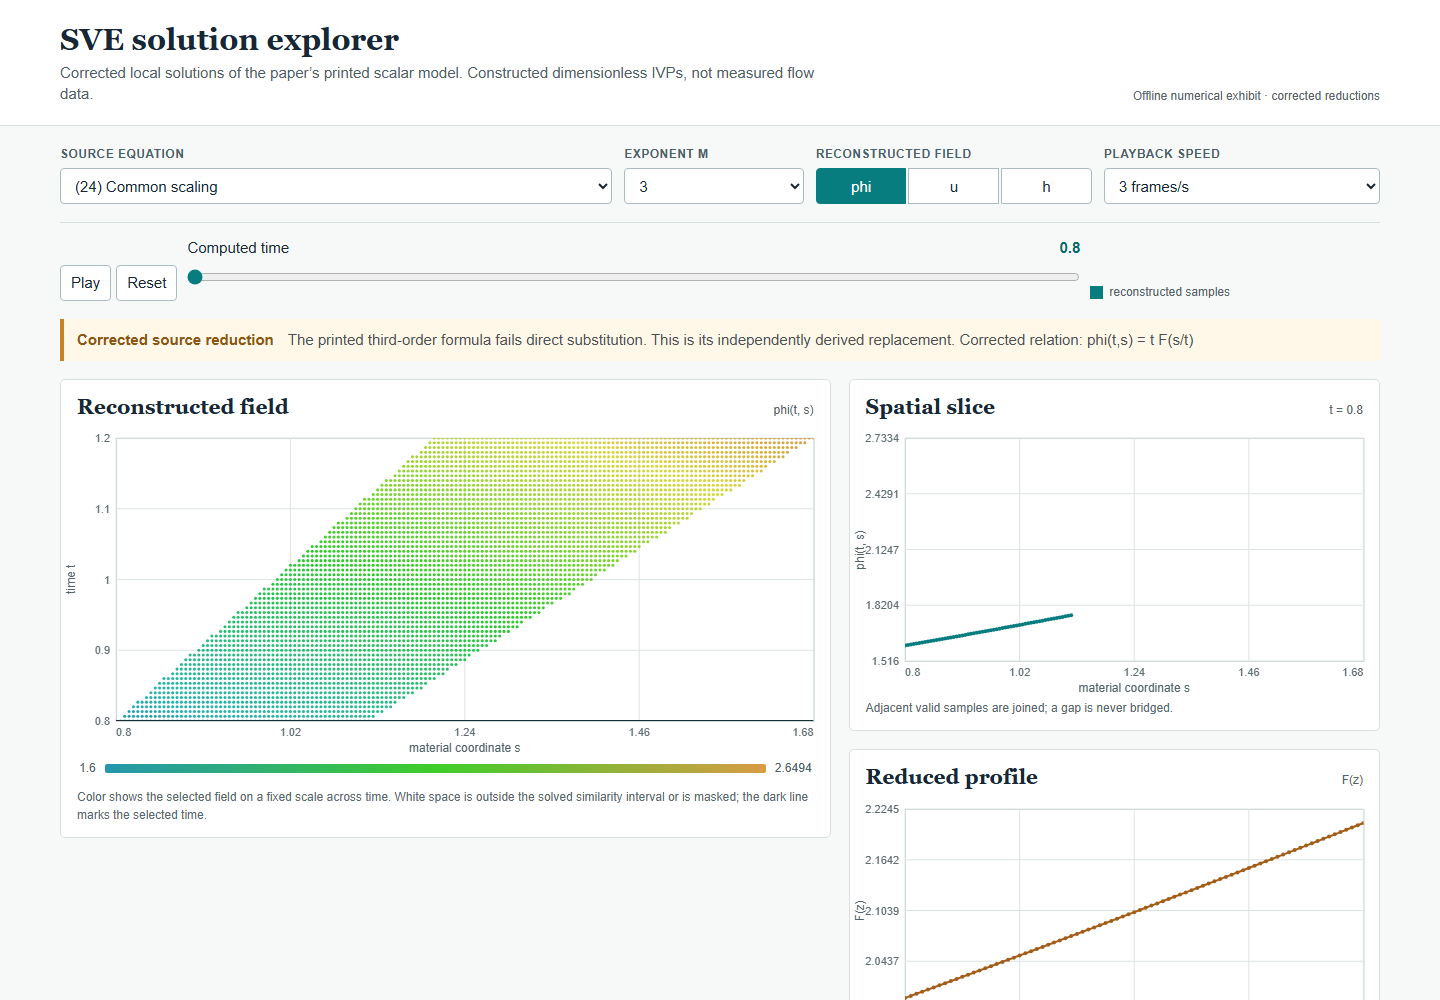 SVE solution explorer
Corrected local solutions of the paper's printed scalar model. Constructed dimensionless IVPs, not measured flow
data.
Offline numerical exhibit · corrected reductions
SOURCE EQUATION
EXPONENT M
RECONSTRUCTED FIELD
PLAYBACK SPEED
(24) Common scaling
3
phi
u
h
3 frames/s
Computed time
0.8
Play
Reset
reconstructed samples
Corrected source reduction The printed third-order formula fails direct substitution. This is its independently derived replacement. Corrected relation: phi(t,s) = t F(s/t)
Reconstructed field
phi(t, s)
1.2
1.1
1
0.9
0.8
time t
0.8
1.02
1.24
1.46
1.68
material coordinate s
1.6
2.6494
Color shows the selected field on a fixed scale across time. White space is outside the solved similarity interval or is masked; the dark line
marks the selected time.
Spatial slice
t = 0.8
2.7334
2.4291
2.1247
1.8204
1.516
phi(t, s)
0.8
1.02
1.24
1.46
1.68
material coordinate s
Adjacent valid samples are joined; a gap is never bridged.
Reduced profile
F(z)
2.2245
2.1642
2.1039
2.0437
F(z)